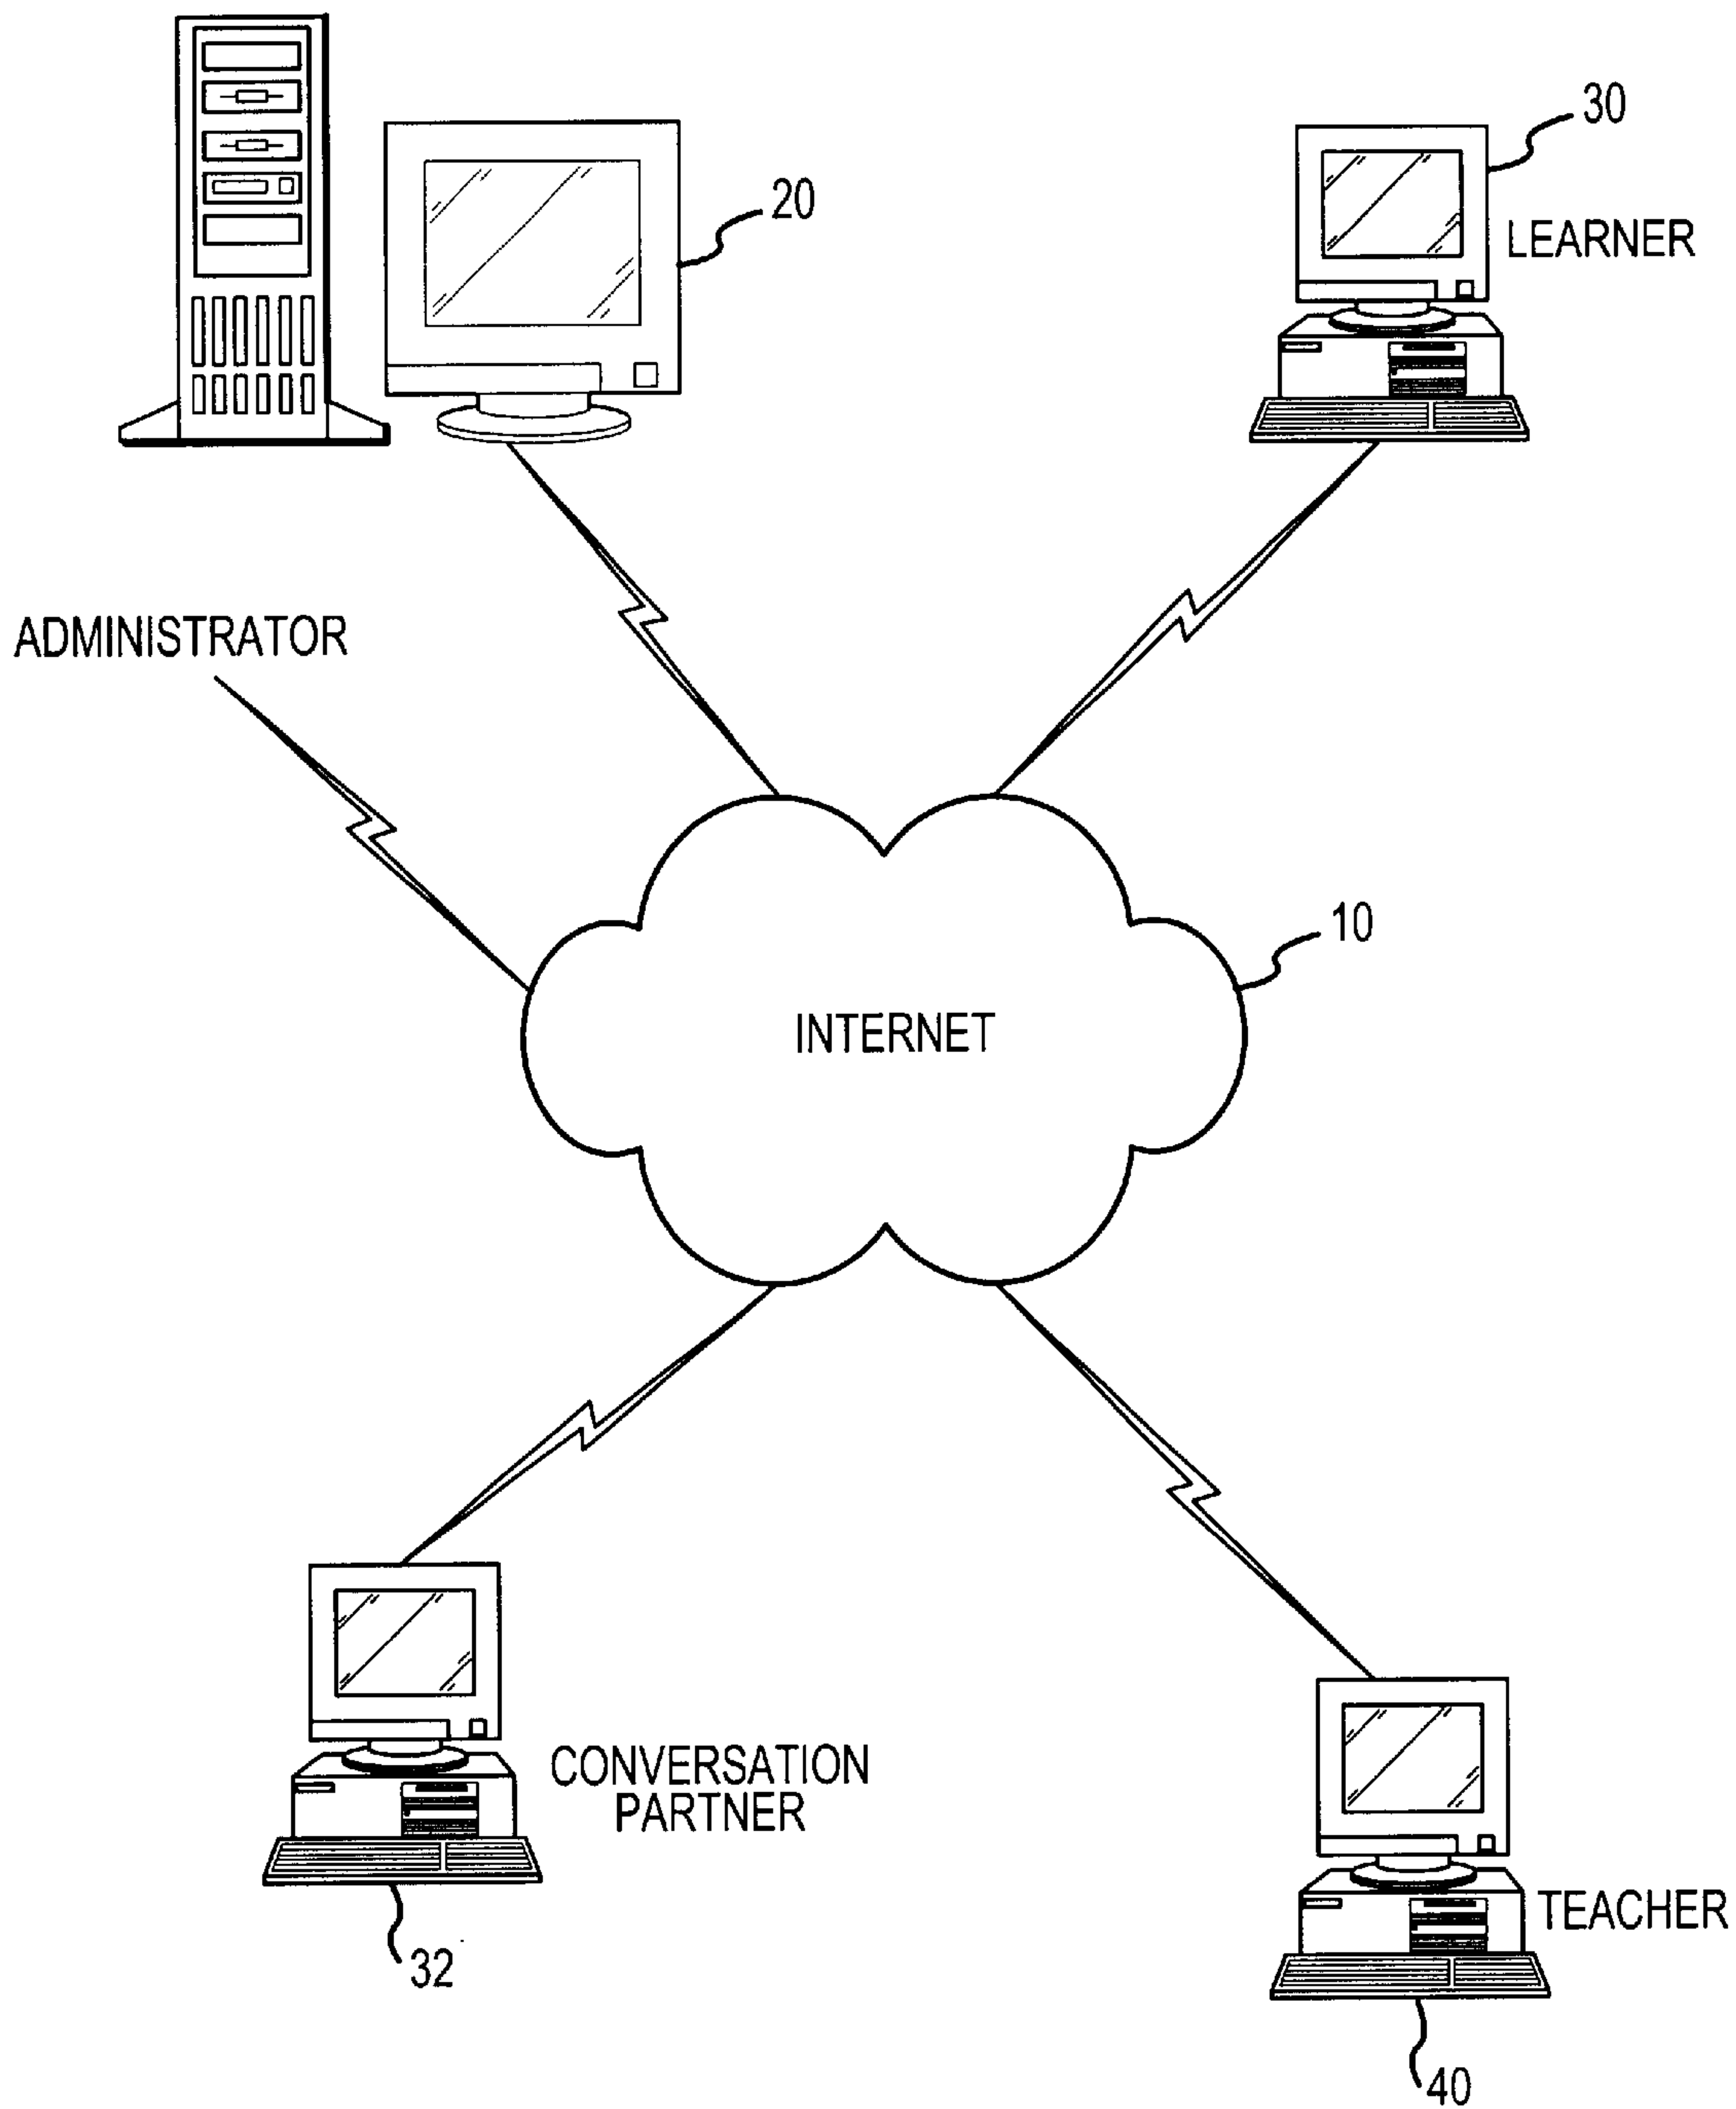 30
20
LEARNER
ADMINISTRATOR
10
INTERNET
CONVERSATION
PARTNER
TEACHER
32
40